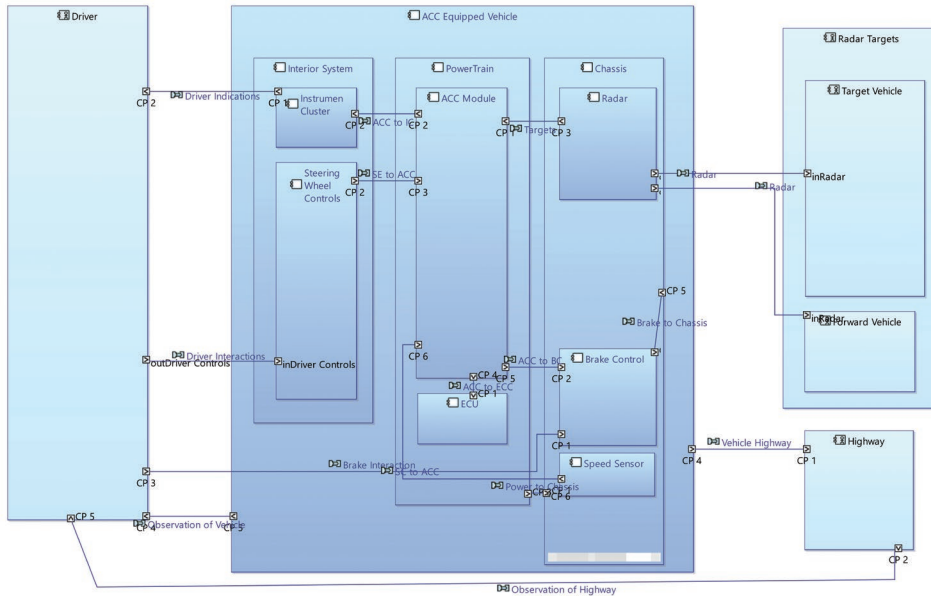 Driver
ACC Equipped Vehicle
Radar Targets
Interior System
PowerTrain
Chassis
Instrumen
Cluster
ACC Module
Radar
Target Vehicle
CP 2
Driver Indications
CP 1
CP 2
ACC to IC
CP 2
CP 1
Targets
CP 3
Steering
Wheel
Controls
CP 2
SE to ACC
CP 3
Radar
Radar
inRadar
CP 5
Brake to Chassis
inRadar
Forward Vehicle
CP 6
outDriver Controls
Driver Interactions
inDriver Controls
CP 4
CP 5
ACC to BC
CP 2
Brake Control
ACC to ECC
CP 1
ECU
CP 1
CP 4
Vehicle Highway
CP 1
Highway
CP 3
Brake Interaction
SC to ACC
Speed Sensor
Power to Chassis
CP 6
CP 5
CP 4
Observation of Vehicle
CP 5
CP 2
Observation of Highway